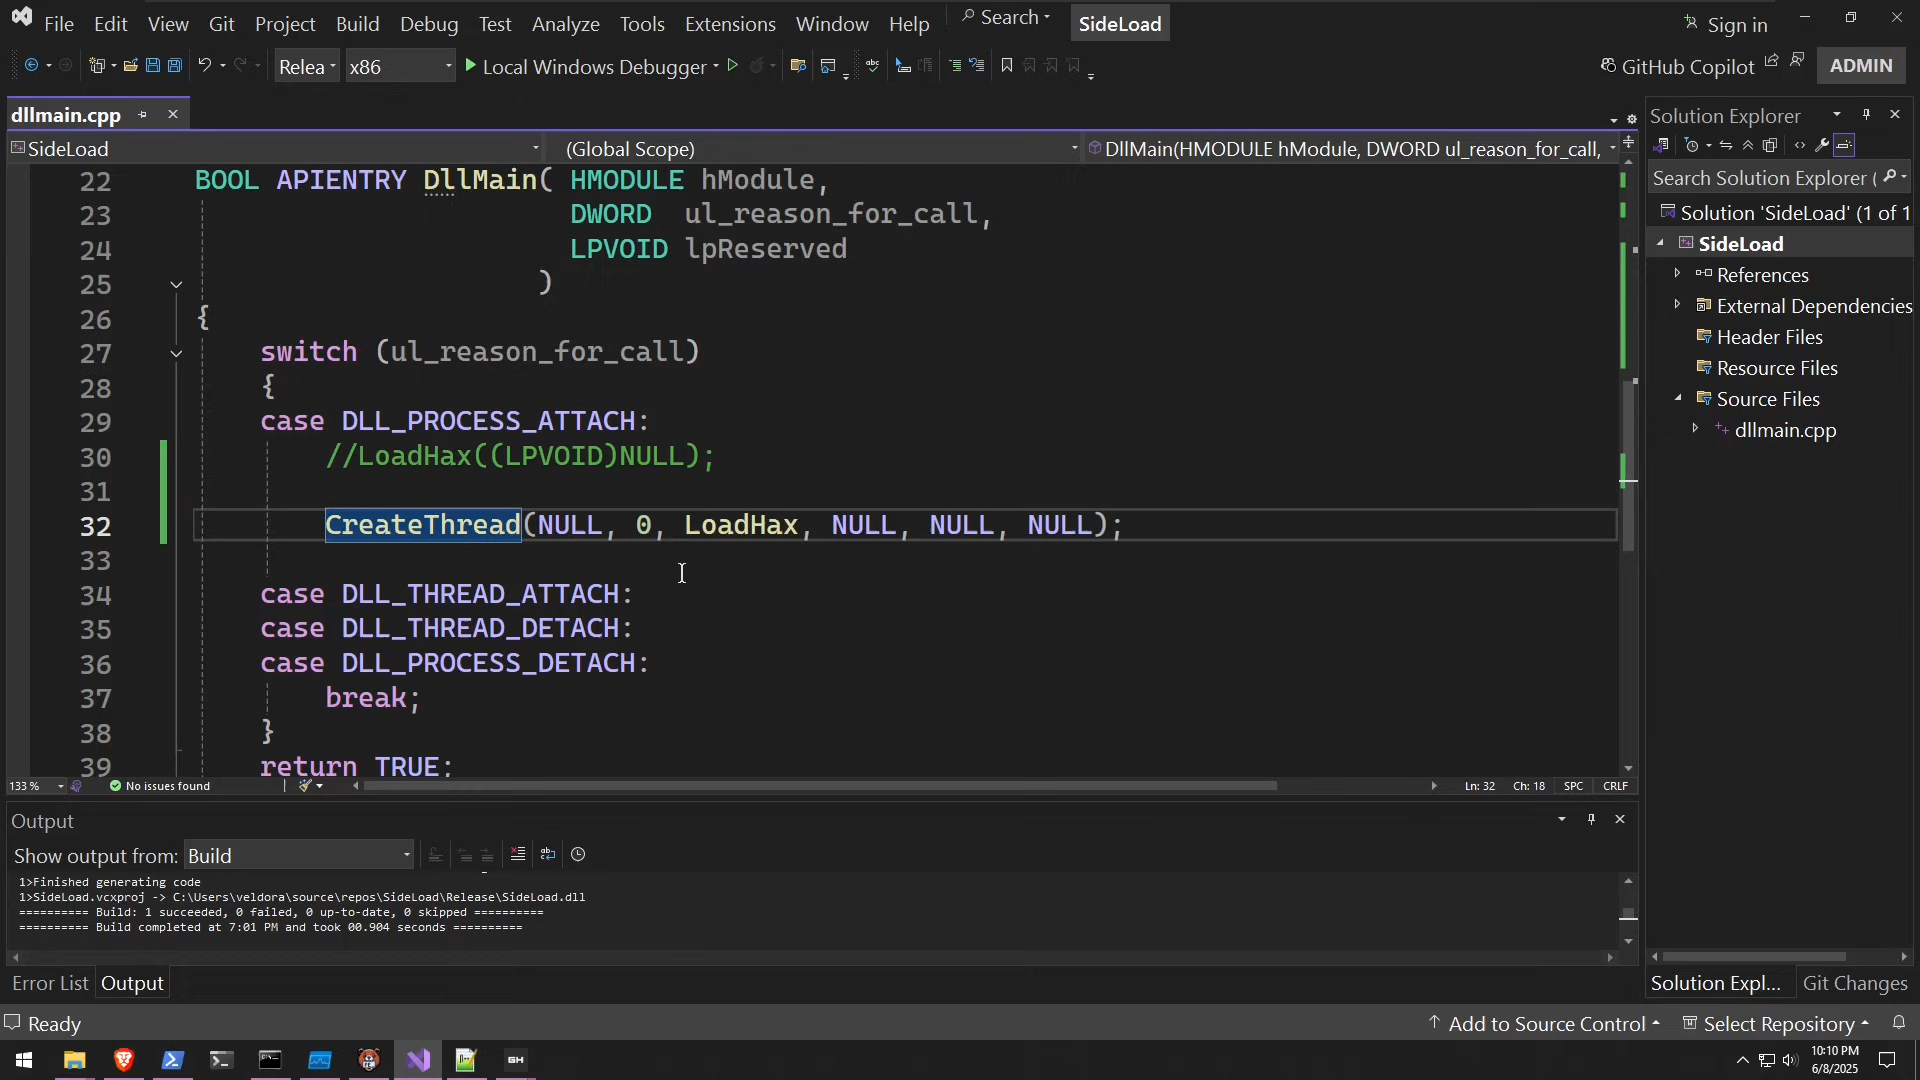 File Edit View Git Project Build Debug Test Analyze Tools Extensions Window Help Search SideLoad Sign in
Relea x86 Local Windows Debugger GitHub Copilot ADMIN
dllmain.cpp
SideLoad (Global Scope) DllMain(HMODULE hModule, DWORD ul_reason_for_call,
22 BOOL APIENTRY DllMain( HMODULE hModule,
23 DWORD ul_reason_for_call,
24 LPVOID lpReserved
25 )
26 {
27 switch (ul_reason_for_call)
28 {
29 case DLL_PROCESS_ATTACH:
30 //LoadHax((LPVOID)NULL);
31
32 CreateThread(NULL, 0, LoadHax, NULL, NULL, NULL);
33
34 case DLL_THREAD_ATTACH:
35 case DLL_THREAD_DETACH:
36 case DLL_PROCESS_DETACH:
37 break;
38 }
39 return TRUE;
133 % No issues found Ln: 32 Ch: 18 SPC CRLF
Output
Show output from: Build
1>Finished generating code
1>SideLoad.vcxproj -> C:\Users\veldora\source\repos\SideLoad\Release\SideLoad.dll
========== Build: 1 succeeded, 0 failed, 0 up-to-date, 0 skipped ==========
========== Build completed at 7:01 PM and took 00.904 seconds ==========
Error List Output
Solution Explorer
Search Solution Explorer (
Solution 'SideLoad' (1 of 1
SideLoad
References
External Dependencies
Header Files
Resource Files
Source Files
dllmain.cpp
Solution Expl... Git Changes
Ready Add to Source Control Select Repository
GH
10:10 PM
6/8/2025